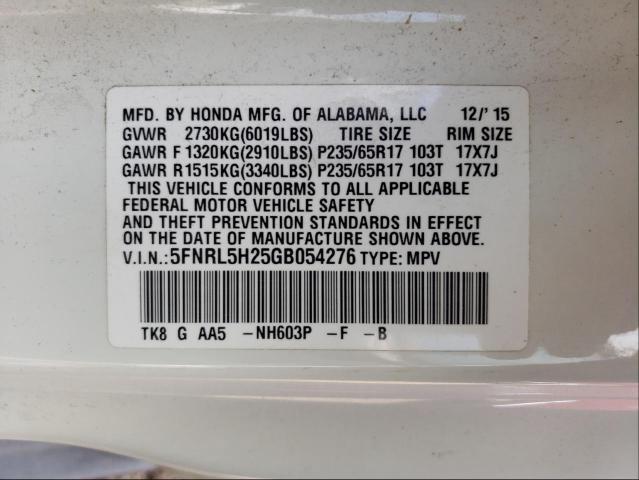 MFD. BY HONDA MFG. OF ALABAMA, LLC 12/'15
GVWR 2730KG(6019LBS) TIRE SIZE RIM SIZE
GAWR F 1320KG(2910LBS) P235/65R17 103T 17X7J
GAWR R1515KG(3340LBS) P235/65R17 103T 17X7J
THIS VEHICLE CONFORMS TO ALL APPLICABLE
FEDERAL MOTOR VEHICLE SAFETY
AND THEFT PREVENTION STANDARDS IN EFFECT
ON THE DATE OF MANUFACTURE SHOWN ABOVE.
V.I.N.:5FNRL5H25GB054276 TYPE: MPV
TK8 G AA5 -NH603P -F -B